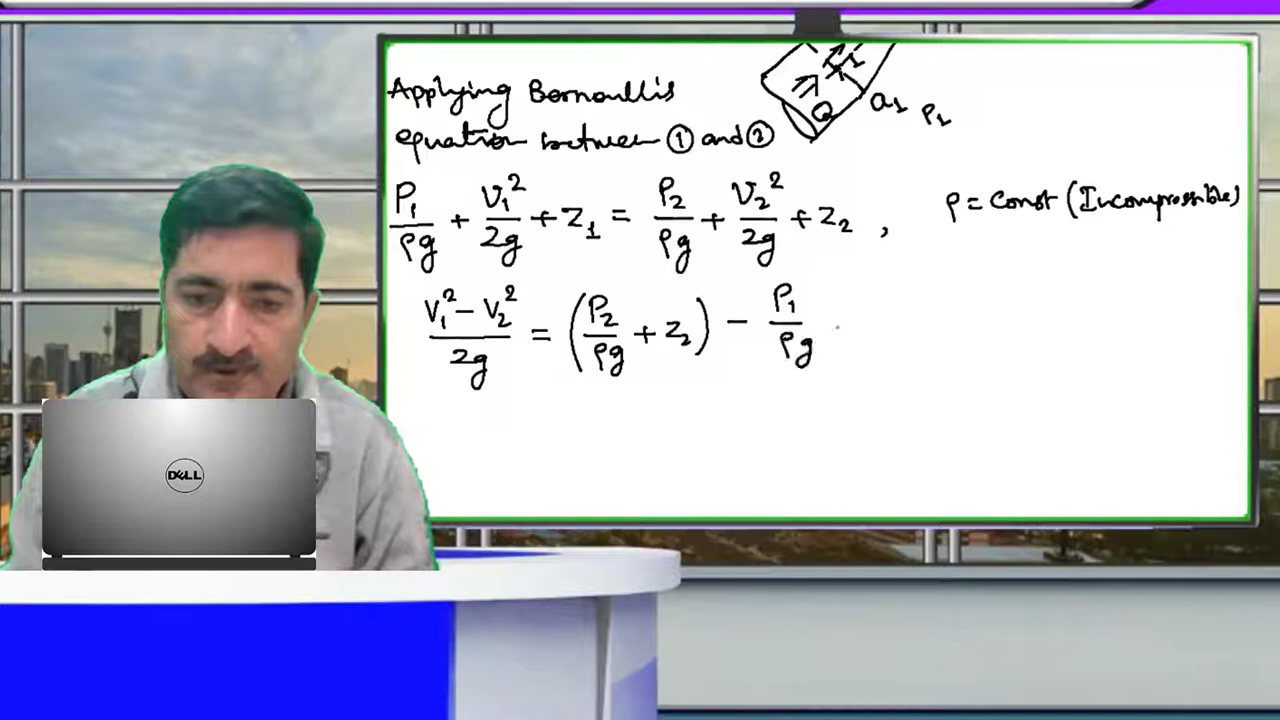 Applying Bernoullis
equation between ① and ②
Q a₁ P₁
P₁/ρg + V₁²/2g + Z₁ = P₂/ρg + V₂²/2g + Z₂ , ρ = Const (Incompressible)
(V₁² - V₂²)/2g = (P₂/ρg + Z₂) - P₁/ρg
DELL